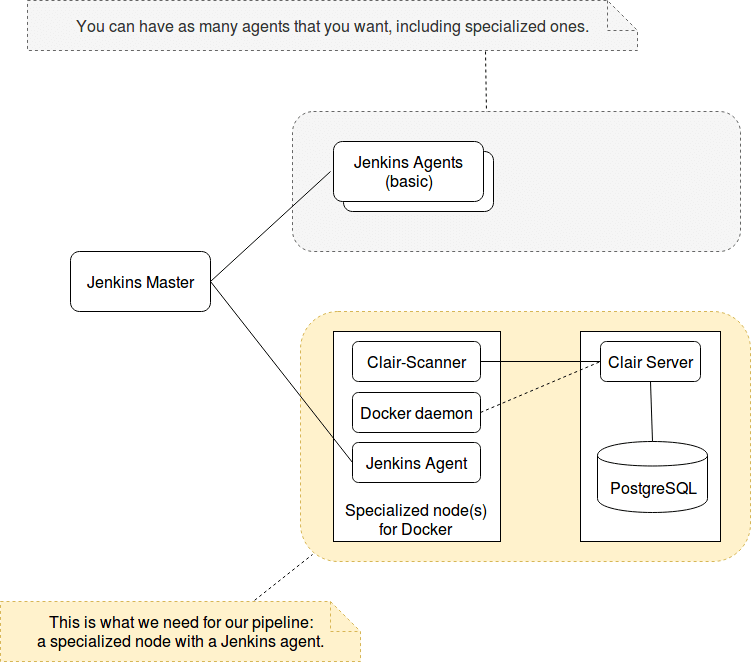 You can have as many agents that you want, including specialized ones.
Jenkins Agents
(basic)
Jenkins Master
Clair-Scanner
Clair Server
Docker daemon
Jenkins Agent
PostgreSQL
Specialized node(s)
for Docker
This is what we need for our pipeline:
a specialized node with a Jenkins agent.